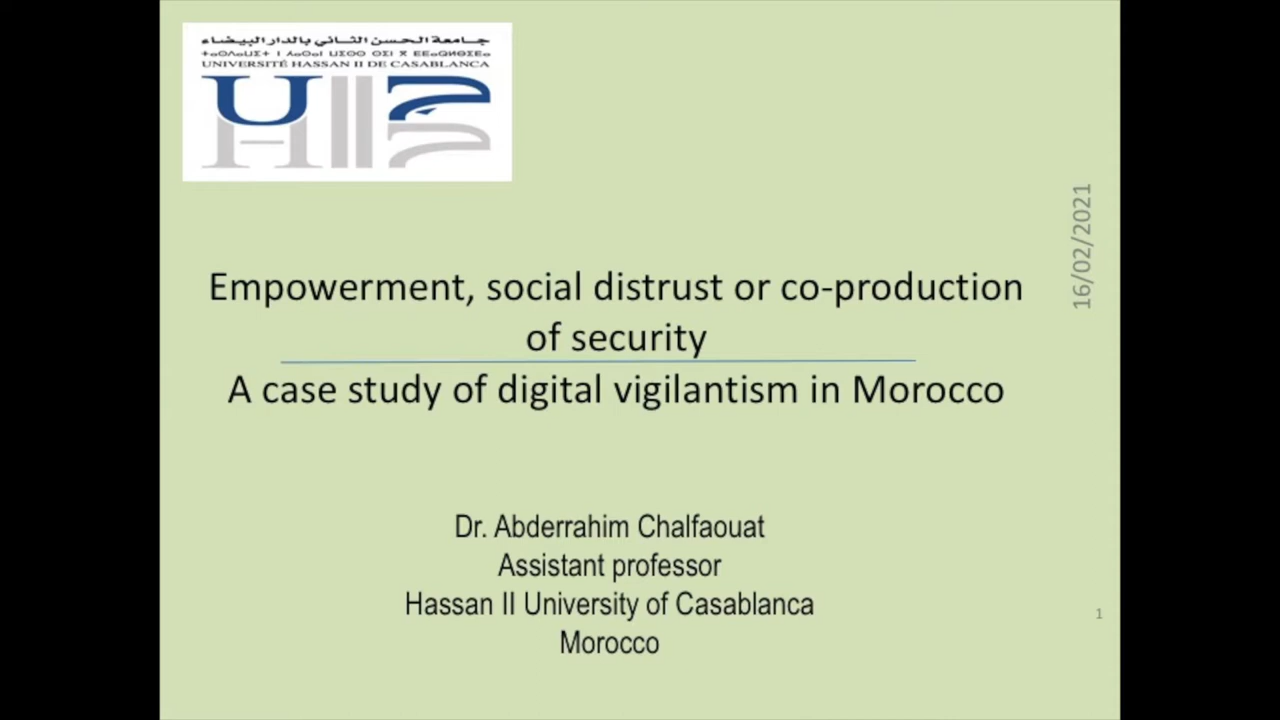 جامعة الحسن الثاني بالدار البيضاء
UNIVERSITÉ HASSAN II DE CASABLANCA
UH2C
16/02/2021
Empowerment, social distrust or co-production
of security
A case study of digital vigilantism in Morocco
Dr. Abderrahim Chalfaouat
Assistant professor
Hassan II University of Casablanca
Morocco
1